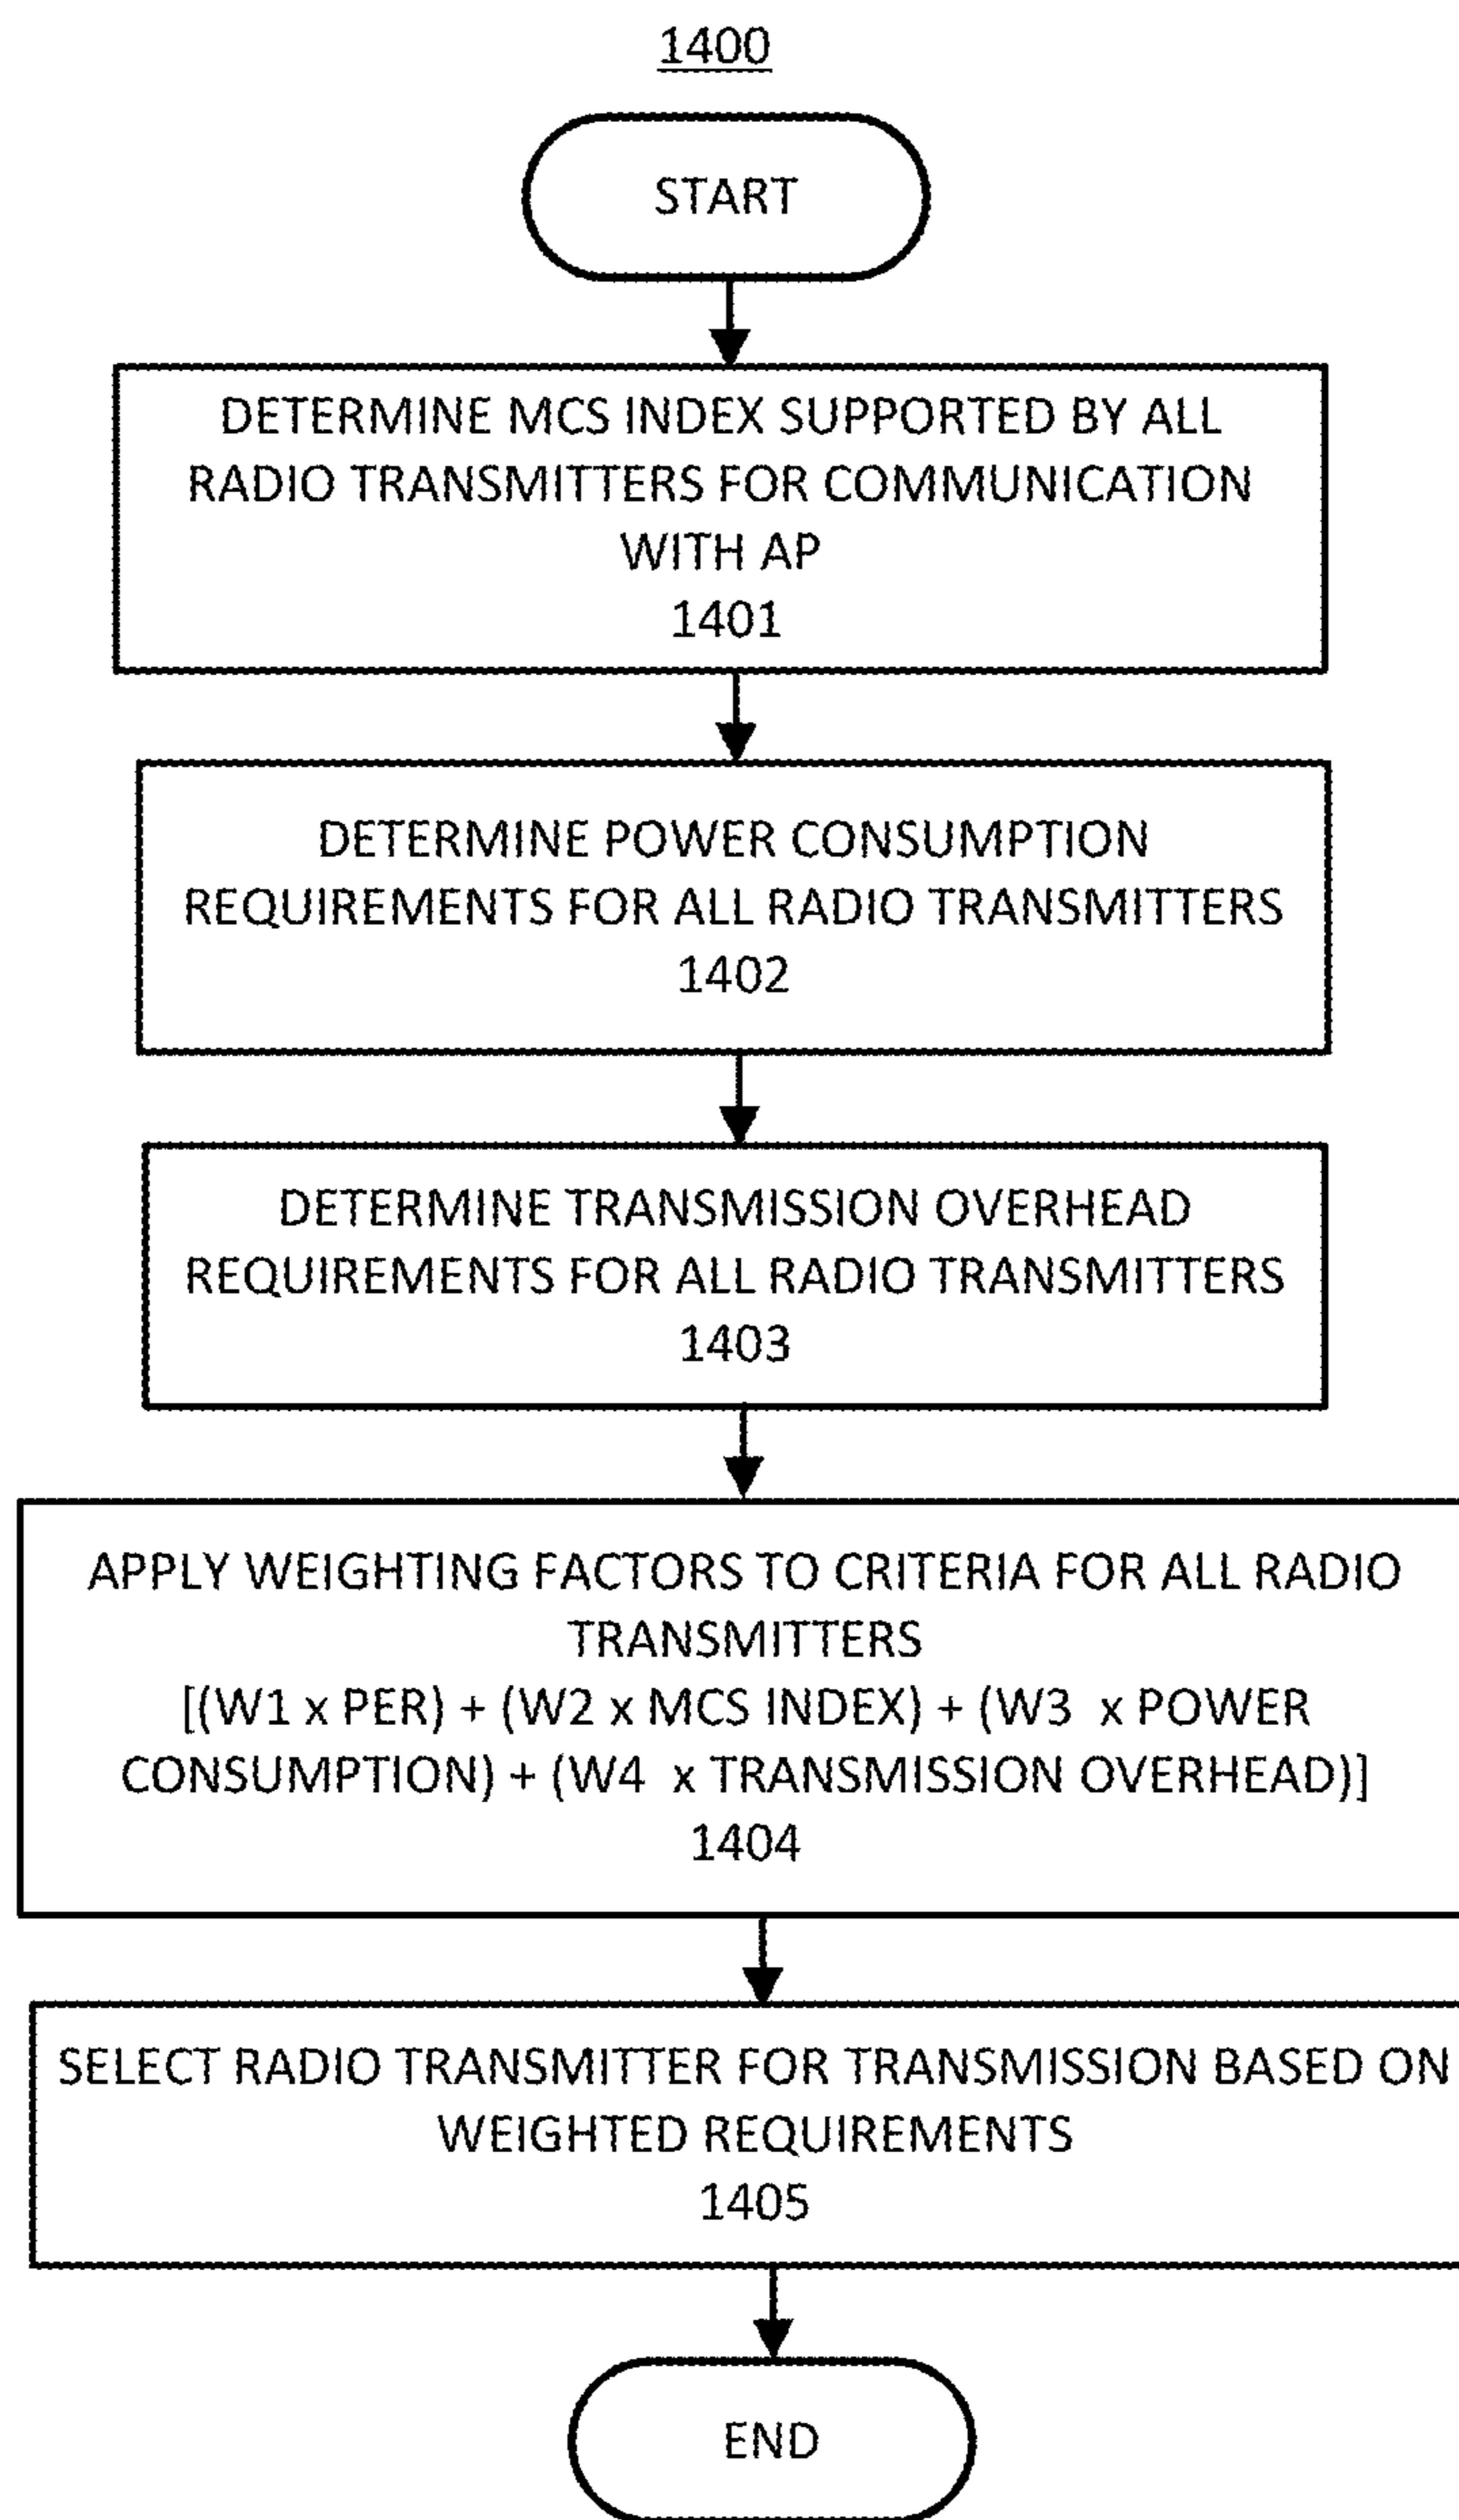 1400
START
DETERMINE MCS INDEX SUPPORTED BY ALL
RADIO TRANSMITTERS FOR COMMUNICATION
WITH AP
1401
DETERMINE POWER CONSUMPTION
REQUIREMENTS FOR ALL RADIO TRANSMITTERS
1402
DETERMINE TRANSMISSION OVERHEAD
REQUIREMENTS FOR ALL RADIO TRANSMITTERS
1403
APPLY WEIGHTING FACTORS TO CRITERIA FOR ALL RADIO
TRANSMITTERS
[(W1 x PER) + (W2 x MCS INDEX) + (W3 x POWER
CONSUMPTION) + (W4 x TRANSMISSION OVERHEAD)]
1404
SELECT RADIO TRANSMITTER FOR TRANSMISSION BASED ON
WEIGHTED REQUIREMENTS
1405
END